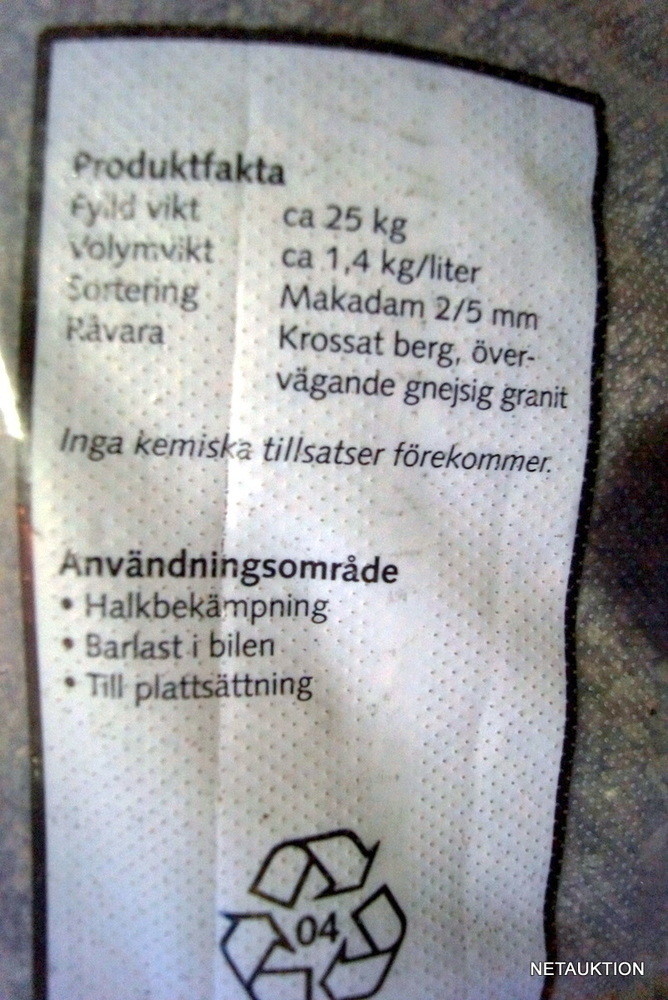 Produktfakta
Fylld vikt ca 25 kg
Volymvikt ca 1,4 kg/liter
Sortering Makadam 2/5 mm
Råvara Krossat berg, över-
vägande gnejsig granit
Inga kemiska tillsatser förekommer.
Användningsområde
• Halkbekämpning
• Barlast i bilen
• Till plattsättning
04
NETAUKTION